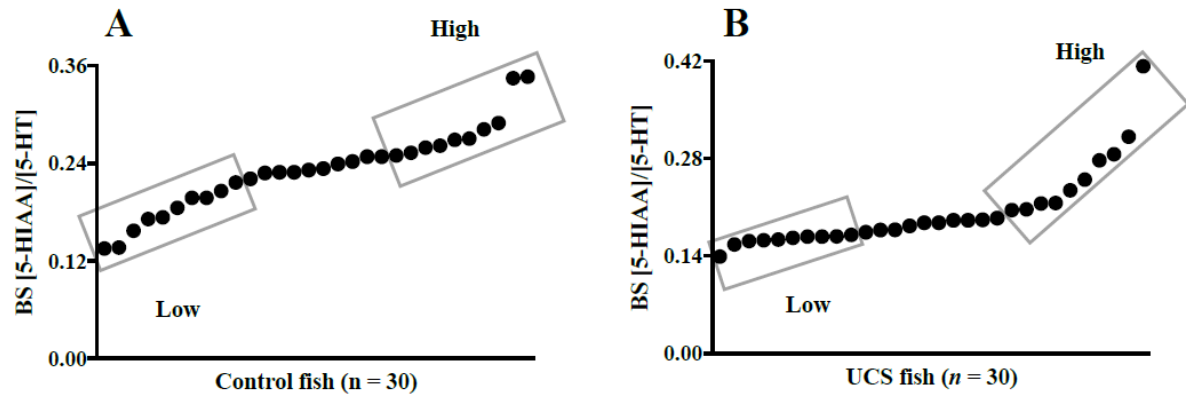 A
High
BS [5-HIAA]/[5-HT]
0.36
0.24
0.12
0.00
Low
Control fish (n = 30)
B
High
BS [5-HIAA]/[5-HT]
0.42
0.28
0.14
0.00
Low
UCS fish (n = 30)